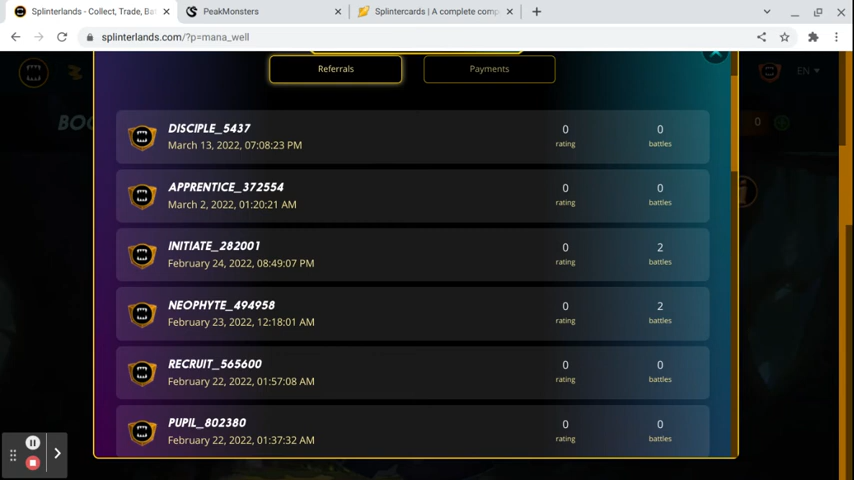 Splinterlands - Collect, Trade, Ba
PeakMonsters
Splintercards | A complete comp
splinterlands.com/?p=mana_well
Referrals
Payments
EN
BOO
0
DISCIPLE_5437
March 13, 2022, 07:08:23 PM
0
rating
0
battles
APPRENTICE_372554
March 2, 2022, 01:20:21 AM
0
rating
0
battles
INITIATE_282001
February 24, 2022, 08:49:07 PM
0
rating
2
battles
NEOPHYTE_494958
February 23, 2022, 12:18:01 AM
0
rating
2
battles
RECRUIT_565600
February 22, 2022, 01:57:08 AM
0
rating
0
battles
PUPIL_802380
February 22, 2022, 01:37:32 AM
0
rating
0
battles